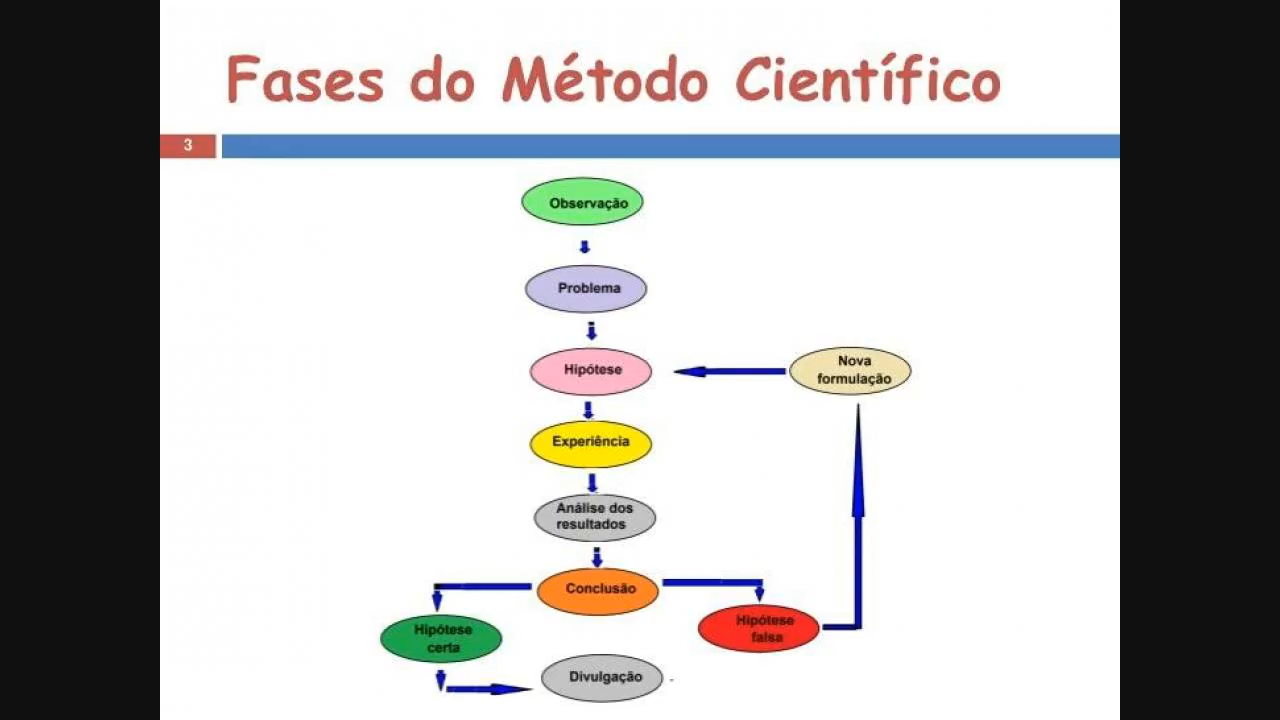 Fases do Método Científico
3
Observação
Problema
Hipótese
Nova
formulação
Experiência
Análise dos
resultados
Conclusão
Hipótese
certa
Hipótese
falsa
Divulgação